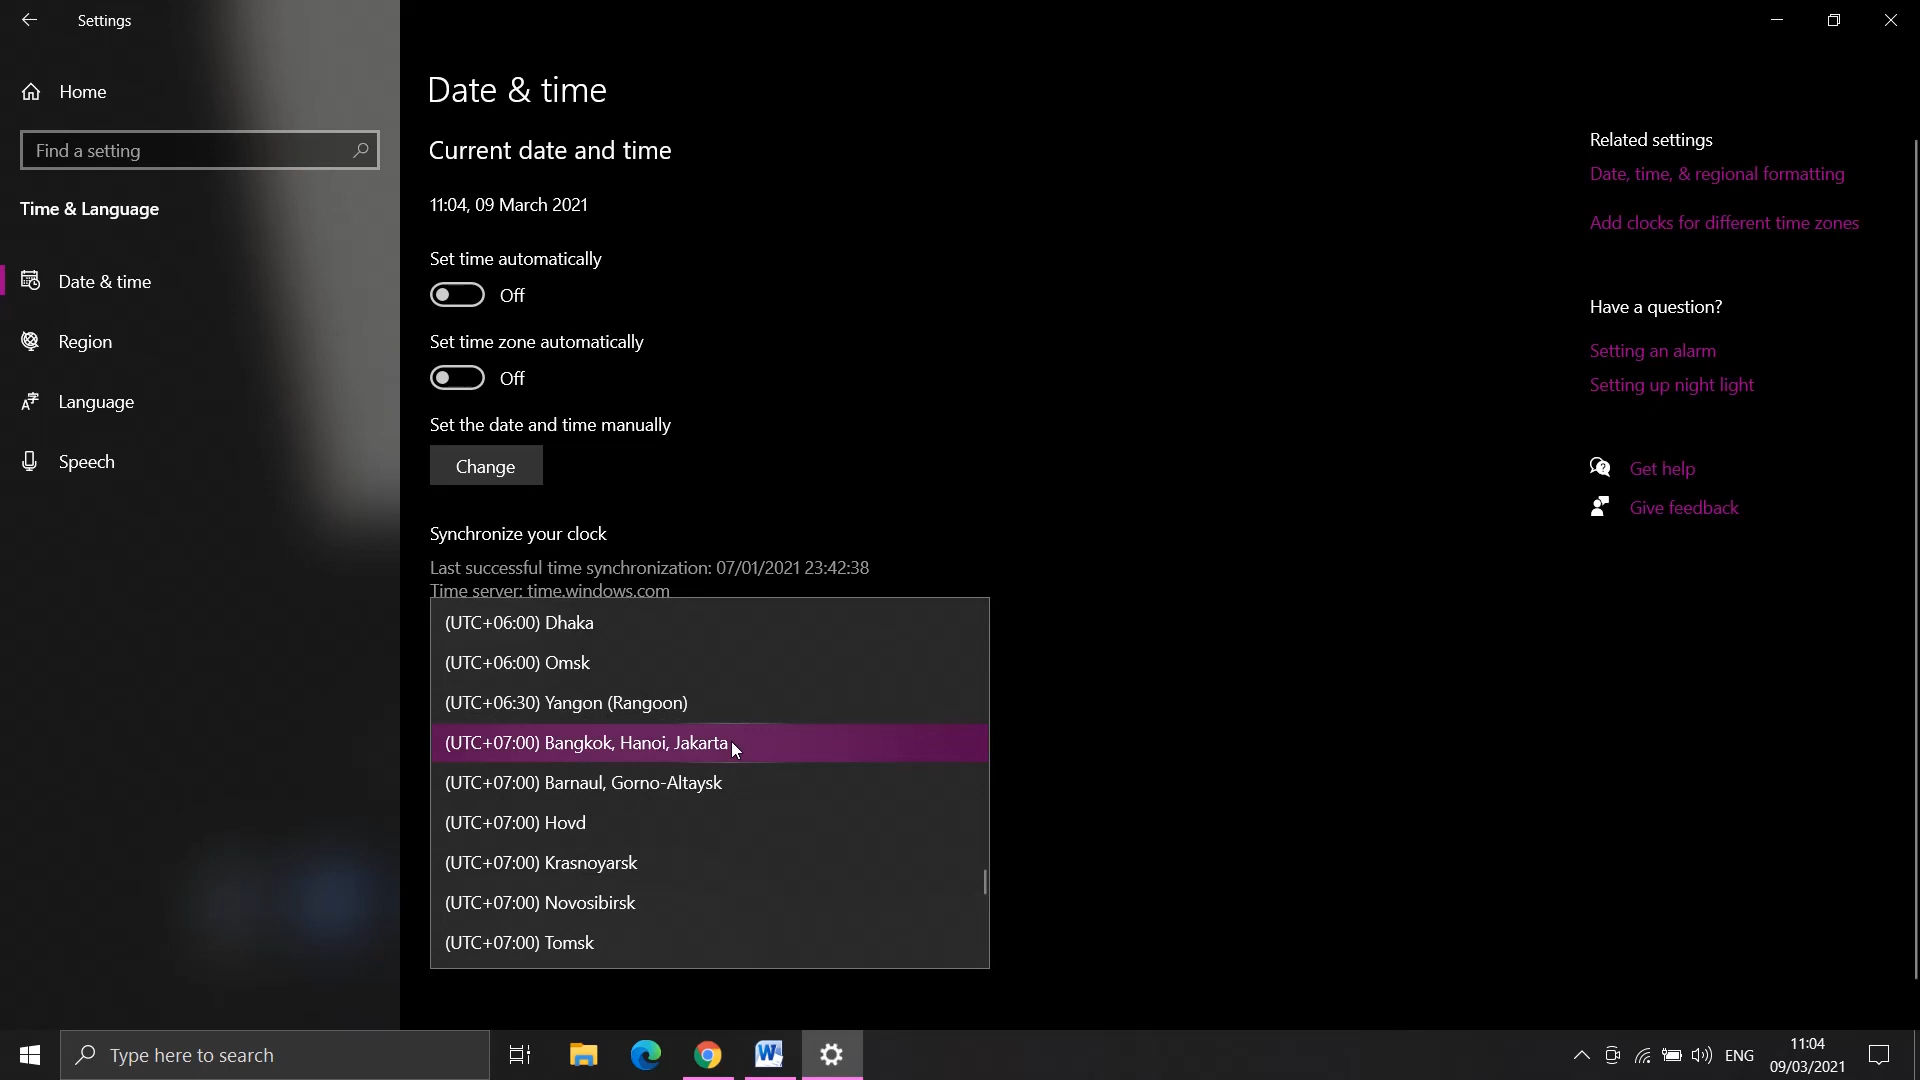 Settings
Home
Find a setting
Time & Language
Date & time
Region
Language
Speech
Date & time
Current date and time
11:04, 09 March 2021
Set time automatically
Off
Set time zone automatically
Off
Set the date and time manually
Change
Synchronize your clock
Last successful time synchronization: 07/01/2021 23:42:38
Time server: time.windows.com
(UTC+06:00) Dhaka
(UTC+06:00) Omsk
(UTC+06:30) Yangon (Rangoon)
(UTC+07:00) Bangkok, Hanoi, Jakarta
(UTC+07:00) Barnaul, Gorno-Altaysk
(UTC+07:00) Hovd
(UTC+07:00) Krasnoyarsk
(UTC+07:00) Novosibirsk
(UTC+07:00) Tomsk
Related settings
Date, time, & regional formatting
Add clocks for different time zones
Have a question?
Setting an alarm
Setting up night light
Get help
Give feedback
Type here to search
ENG
11:04
09/03/2021